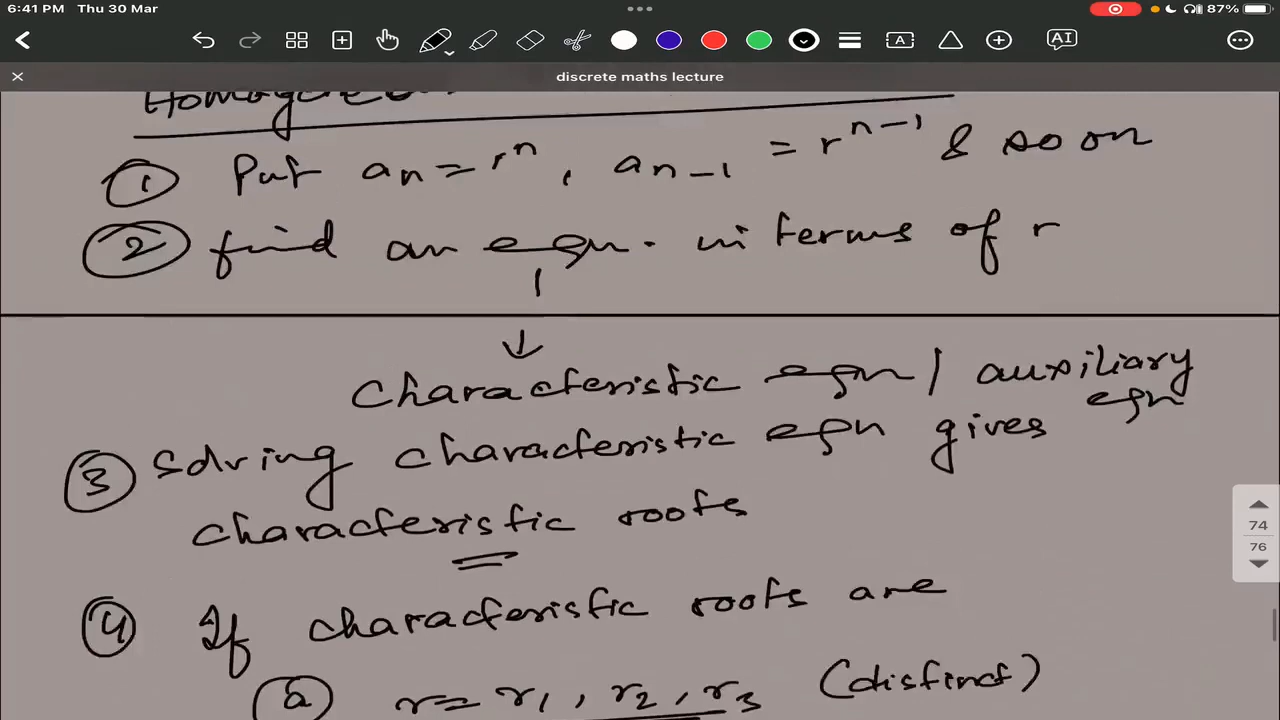 6:41 PM Thu 30 Mar
87%
A
AI
discrete maths lecture
① Put an = r^n, an-1 = r^n-1 & so on
② find an eqn. in terms of r
↓
Characteristic eqn / auxiliary eqn
③ Solving characteristic eqn gives
characteristic roots
④ If characteristic roots are
ⓐ r = r1, r2, r3 (distinct)
74
76